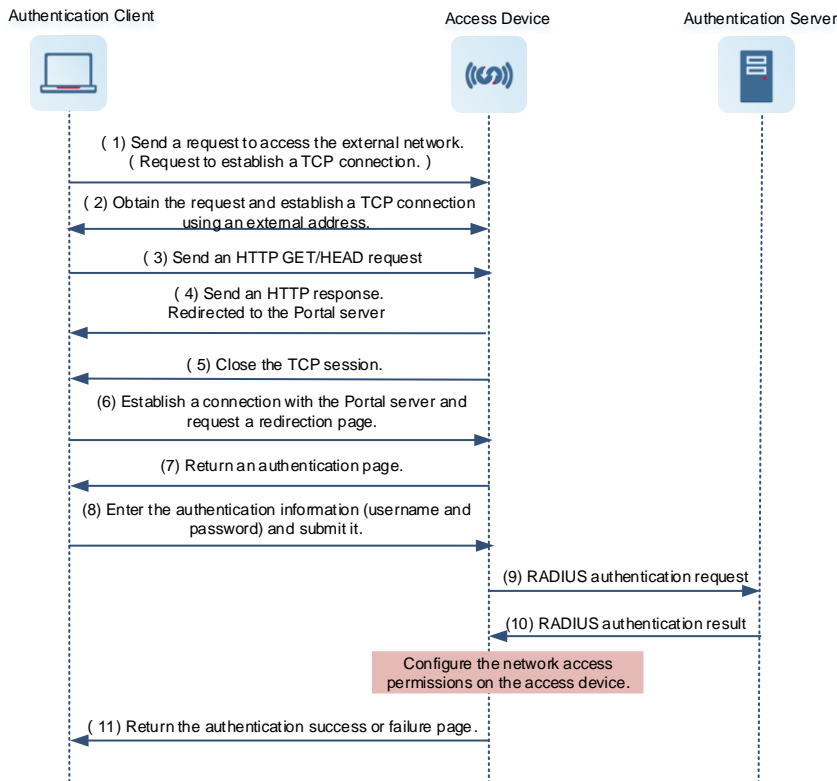 Authentication Client
Access Device
Authentication Server
( 1) Send a request to access the external network.
( Request to establish a TCP connection. )
( 2) Obtain the request and establish a TCP connection
using an external address.
( 3) Send an HTTP GET/HEAD request
( 4) Send an HTTP response.
Redirected to the Portal server
( 5) Close the TCP session.
(6) Establish a connection with the Portal server and
request a redirection page.
(7) Return an authentication page.
(8) Enter the authentication information (username and
password) and submit it.
(9) RADIUS authentication request
(10) RADIUS authentication result
Configure the network access
permissions on the access device.
( 11) Return the authentication success or failure page.